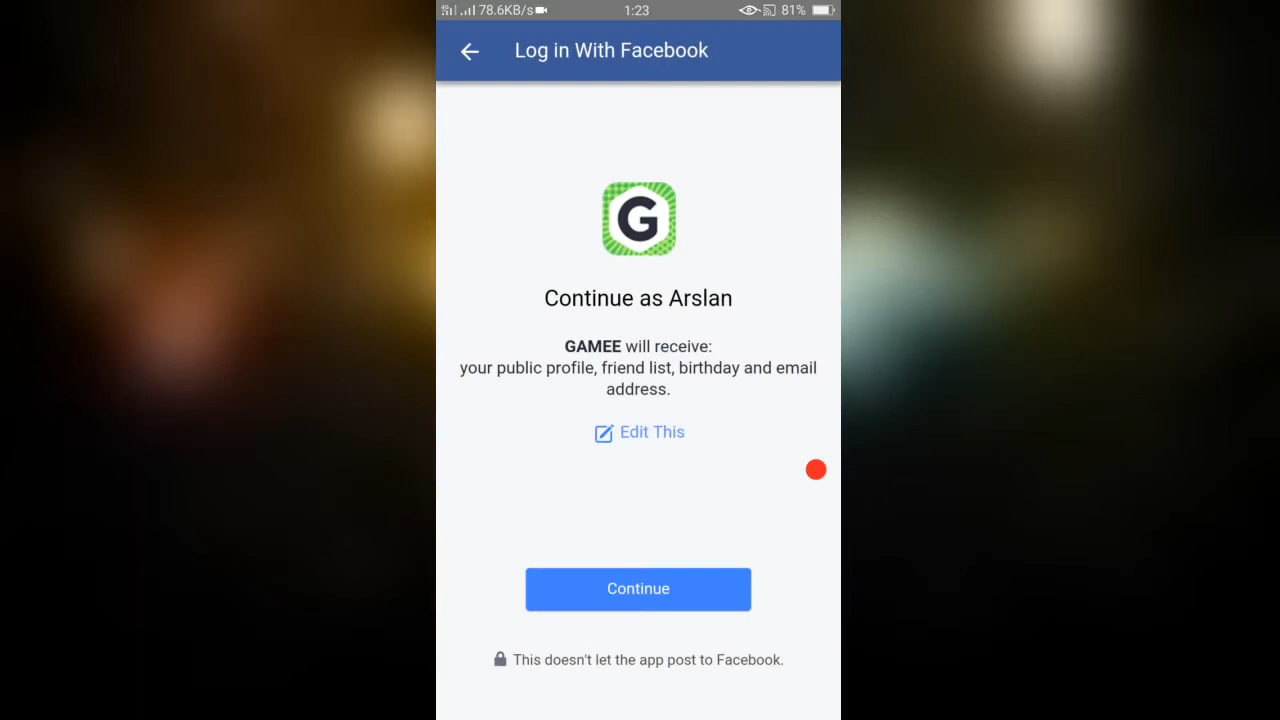 78.6KB/s 1:23 81%
Log in With Facebook
G
Continue as Arslan
GAMEE will receive:
your public profile, friend list, birthday and email
address.
Edit This
Continue
This doesn't let the app post to Facebook.